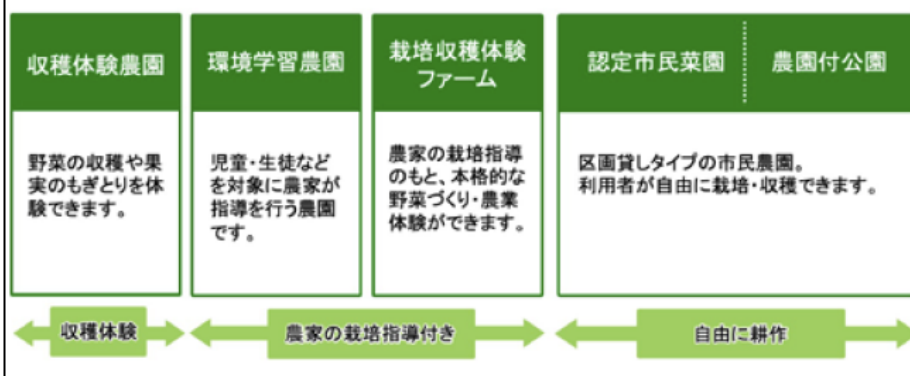 収穫体験農園
野菜の収穫や果
実のもぎとりを体
験できます。
環境学習農園
児童・生徒など
を対象に農家が
指導を行う農園
です。
栽培収穫体験
ファーム
農家の栽培指導
のもと、本格的な
野菜づくり・農業
体験ができます。
認定市民菜園
農園付公園
区画貸しタイプの市民農園。
利用者が自由に栽培・収穫できます。
収穫体験
農家の栽培指導付き
自由に耕作